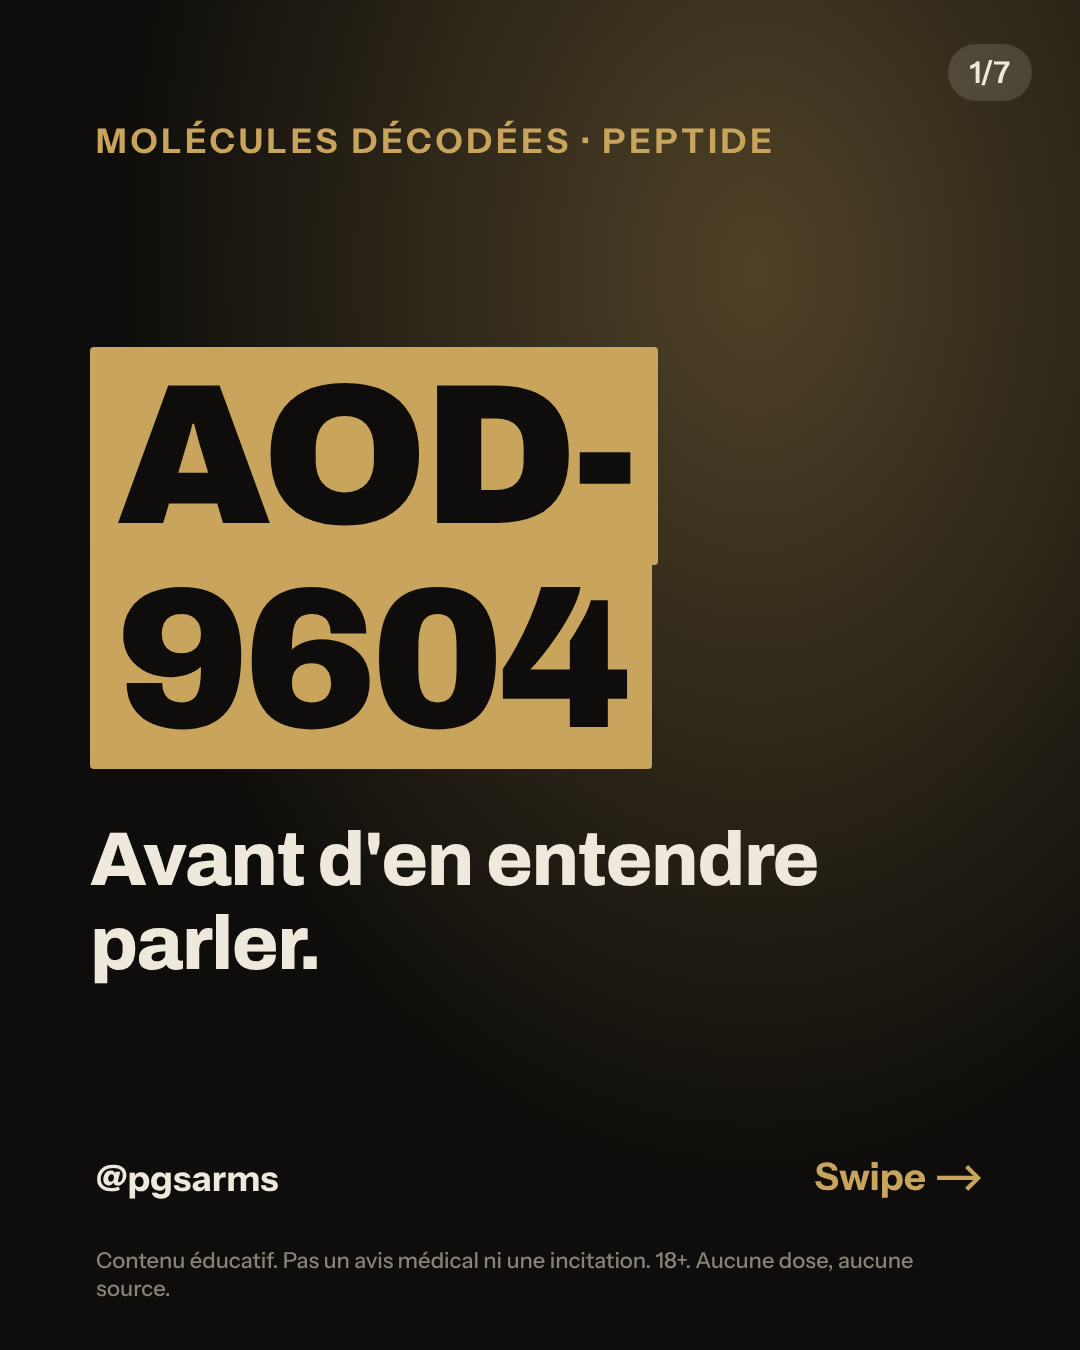 1/7
MOLÉCULES DÉCODÉES · PEPTIDE
AOD-
9604
Avant d'en entendre
parler.
@pgsarms
Swipe →
Contenu éducatif. Pas un avis médical ni une incitation. 18+. Aucune dose, aucune
source.